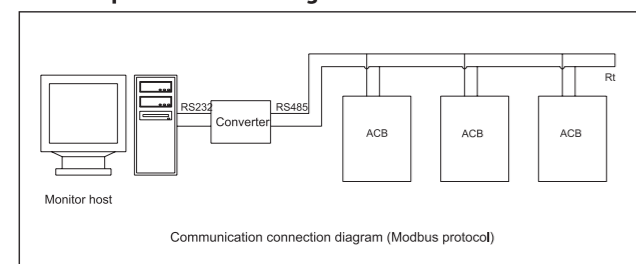 RS232
Converter
RS485
Rt
ACB
ACB
ACB
Monitor host
Communication connection diagram (Modbus protocol)